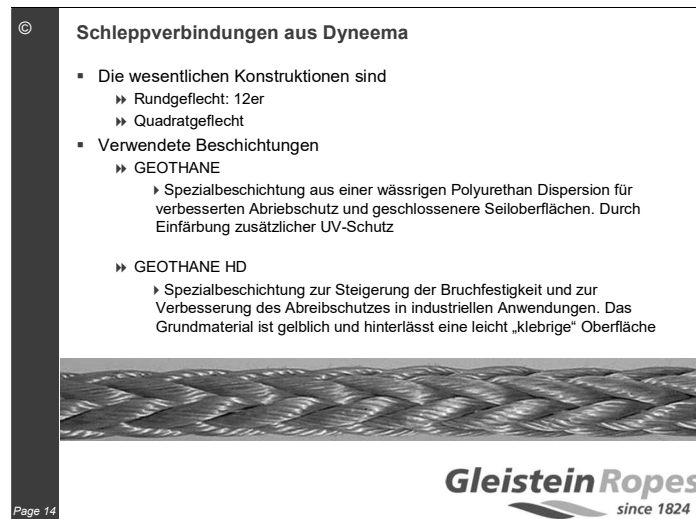 ©
Schleppverbindungen aus Dyneema
Die wesentlichen Konstruktionen sind
Rundgeflecht: 12er
Quadratgeflecht
Verwendete Beschichtungen
GEOTHANE
Spezialbeschichtung aus einer wässrigen Polyurethan Dispersion für
verbesserten Abriebschutz und geschlossenere Seiloberflächen. Durch
Einfärbung zusätzlicher UV-Schutz
GEOTHANE HD
Spezialbeschichtung zur Steigerung der Bruchfestigkeit und zur
Verbesserung des Abreibschutzes in industriellen Anwendungen. Das
Grundmaterial ist gelblich und hinterlässt eine leicht „klebrige“ Oberfläche
Gleistein Ropes
since 1824
Page 14